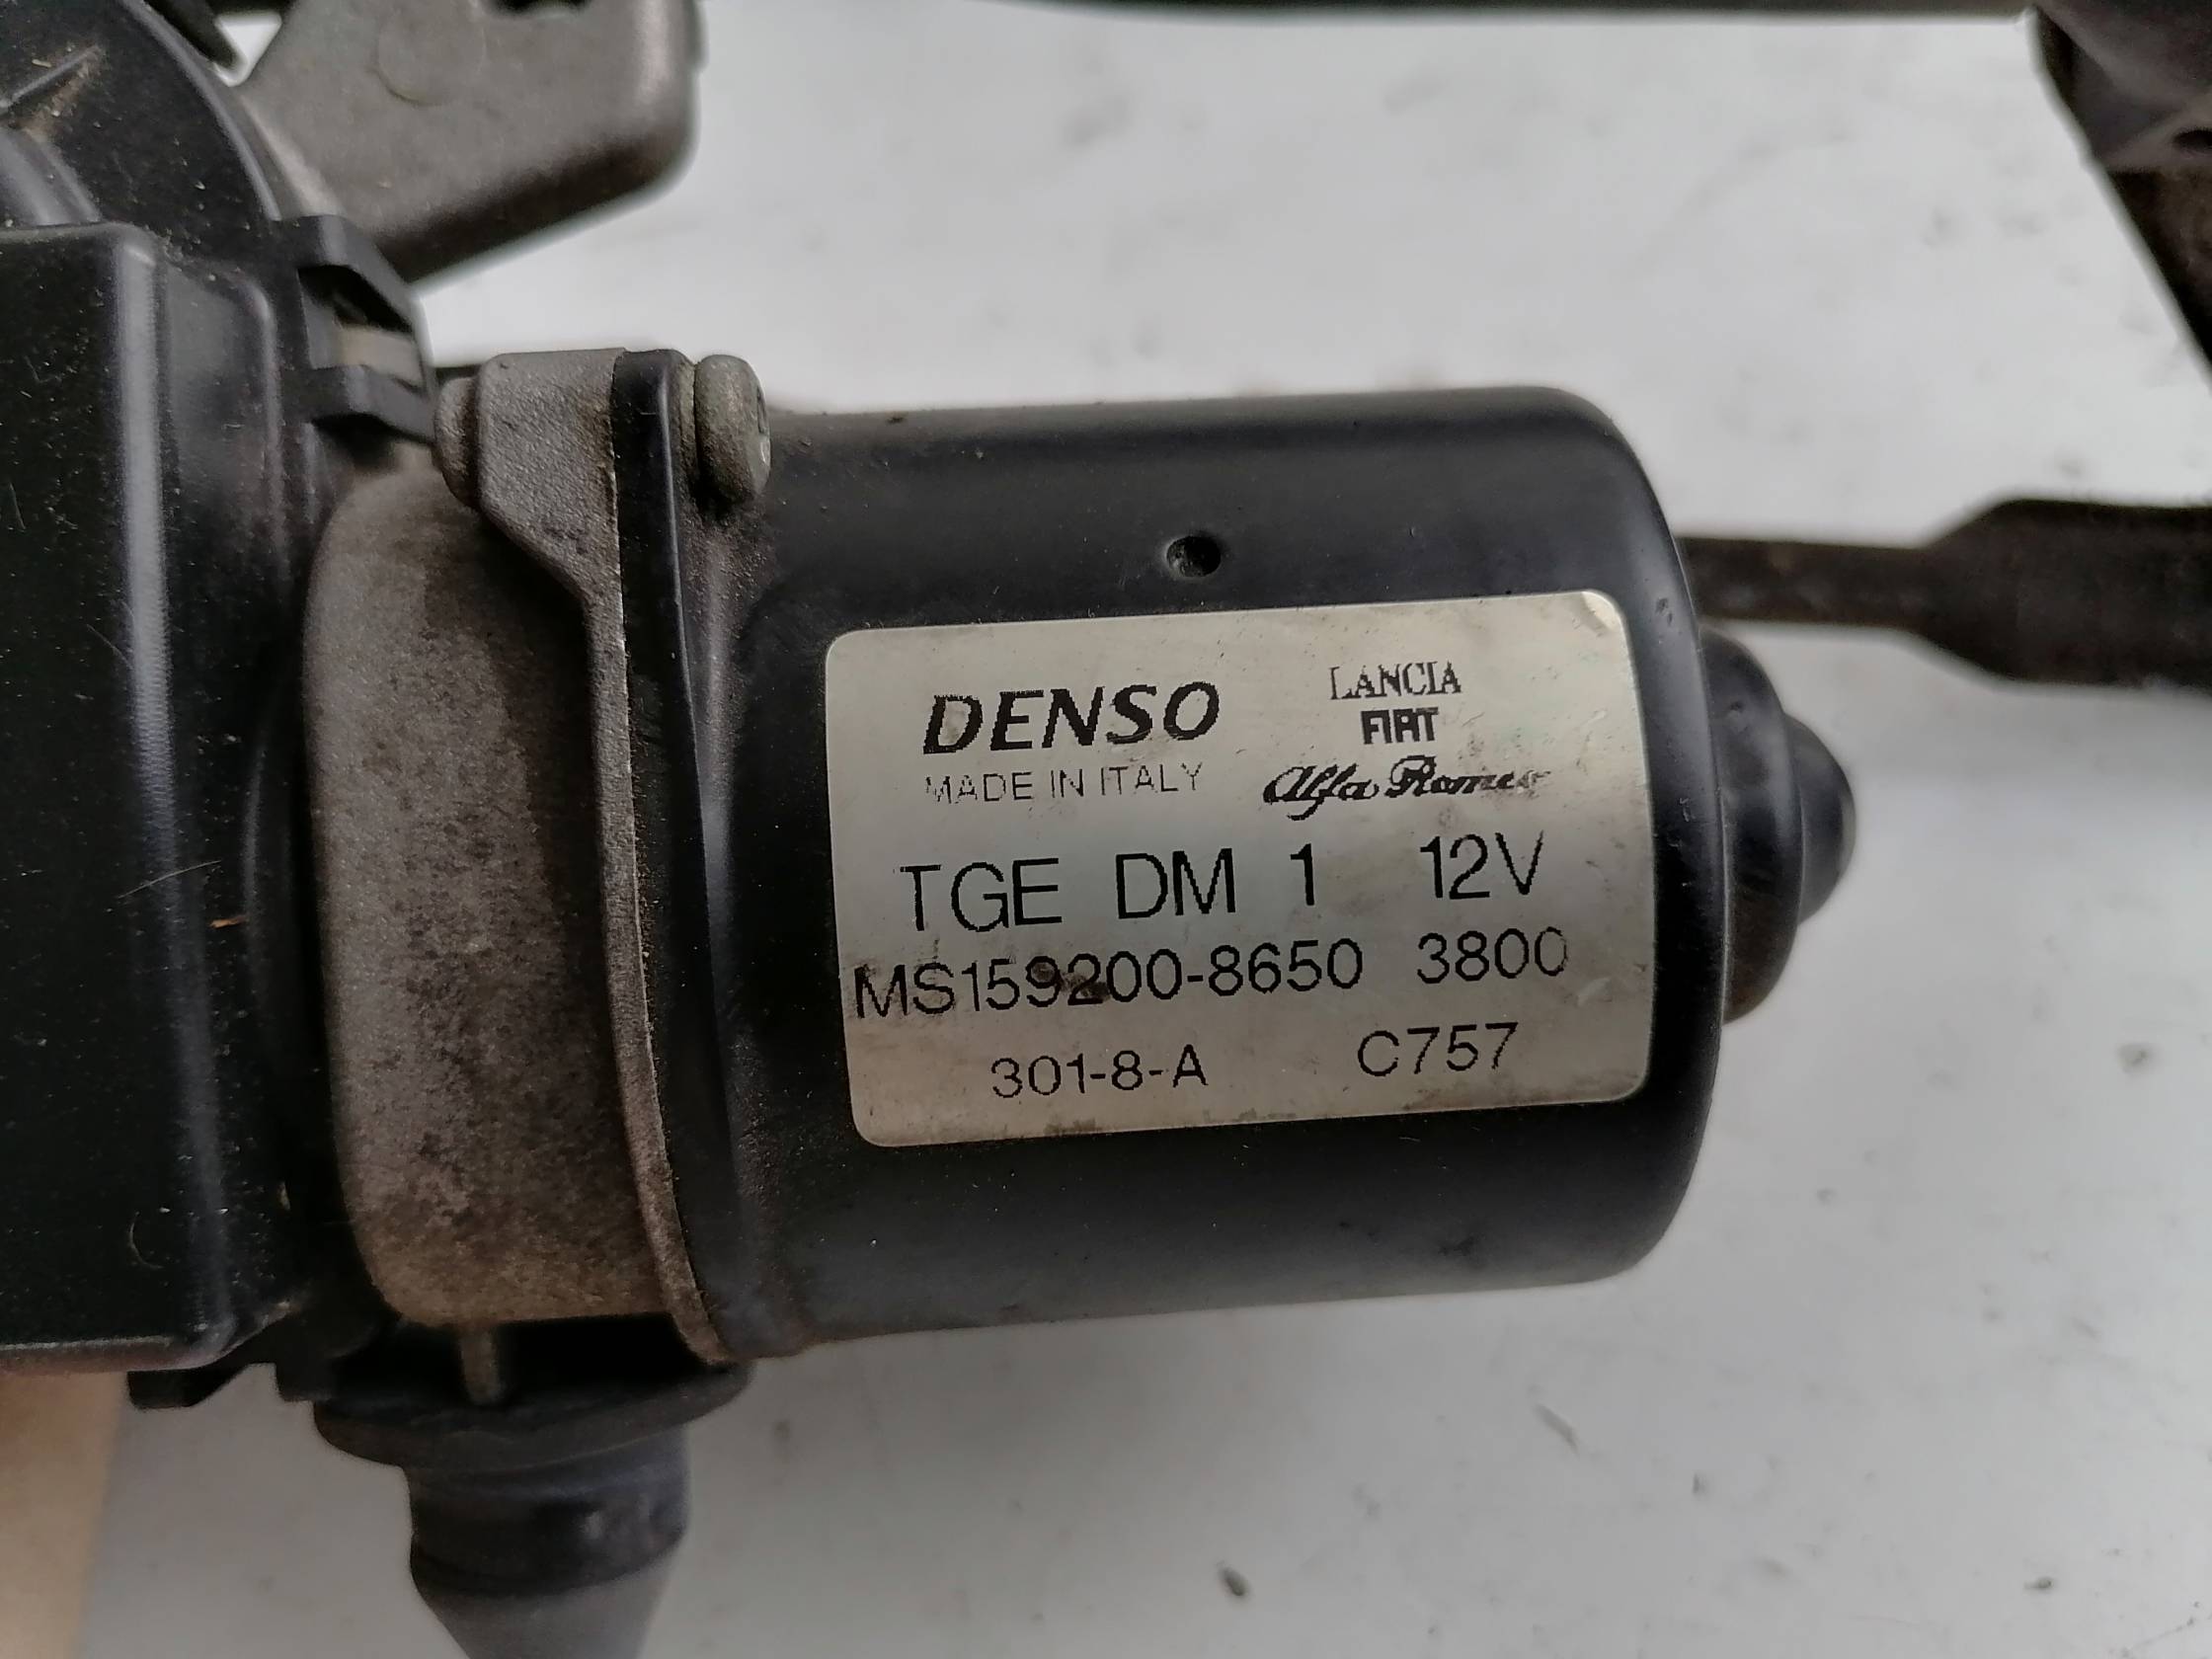 DENSO
MADE IN ITALY
LANCIA
FIAT
Alfa Romeo
TGE DM 1 12V
MS159200-8650 3800
301-8-A C757